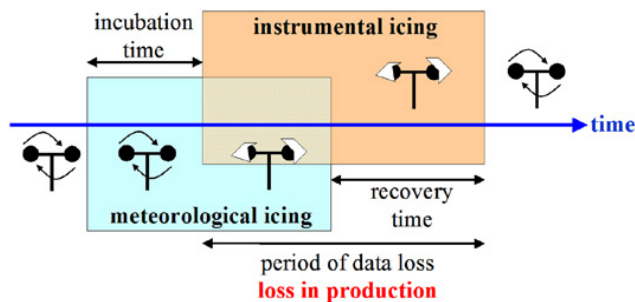 incubation
time
instrumental icing
time
meteorological icing
recovery
time
period of data loss
loss in production